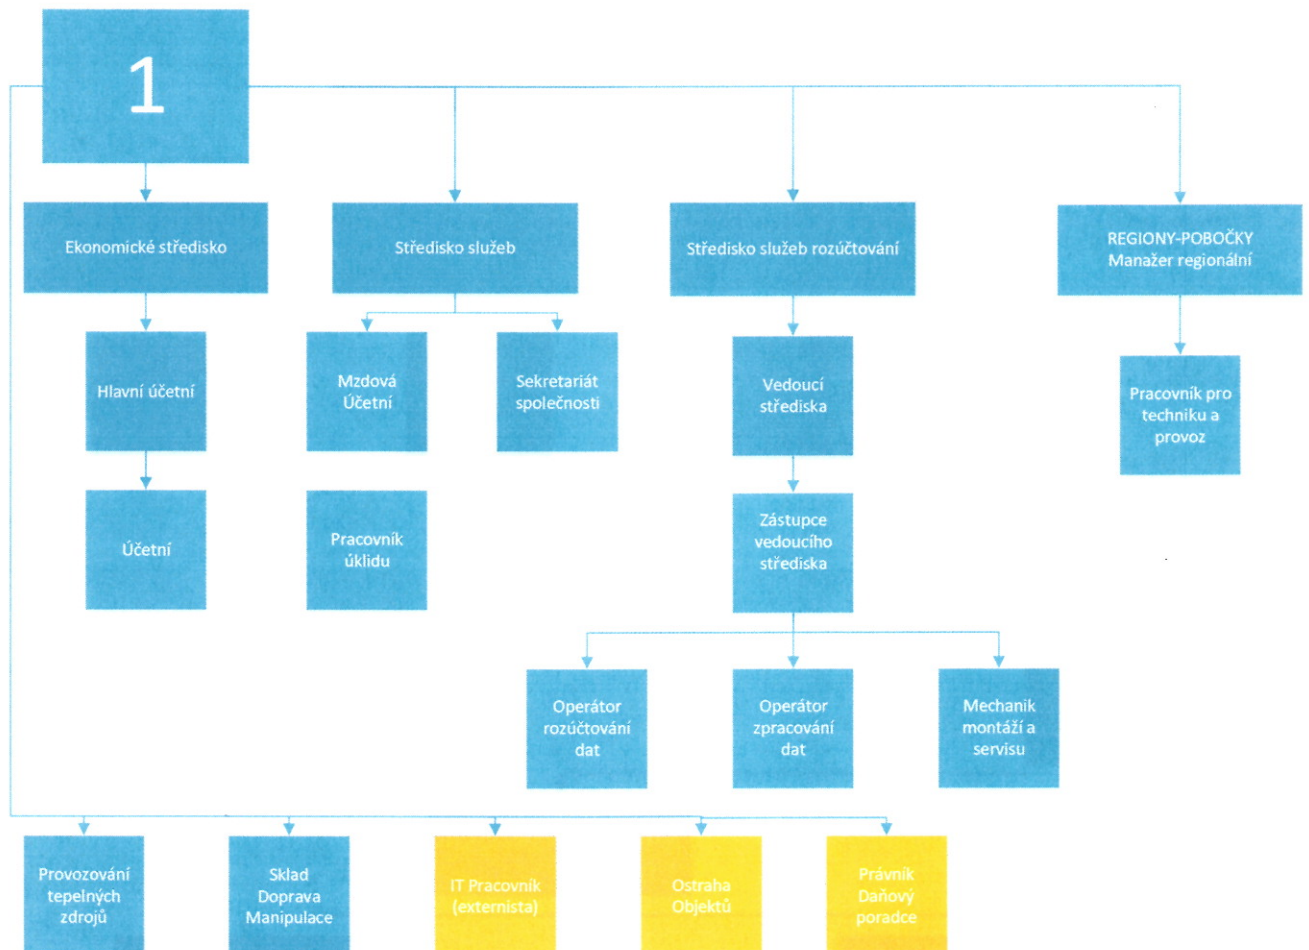 1
Ekonomické středisko
Středisko služeb
Středisko služeb rozúčtování
REGIONY-POBOČKY
Manažer regionální
Hlavní účetní
Mzdová
Účetní
Sekretariát
společnosti
Vedoucí
střediska
Pracovník pro
techniku a
provoz
Účetní
Pracovník
úklidu
Zástupce
vedoucího
střediska
Operátor
rozúčtování
dat
Operátor
zpracování
dat
Mechanik
montáží a
servisu
Provozování
tepelných
zdrojů
Sklad
Doprava
Manipulace
IT Pracovník
(externista)
Ostraha
Objektů
Právník
Daňový
poradce